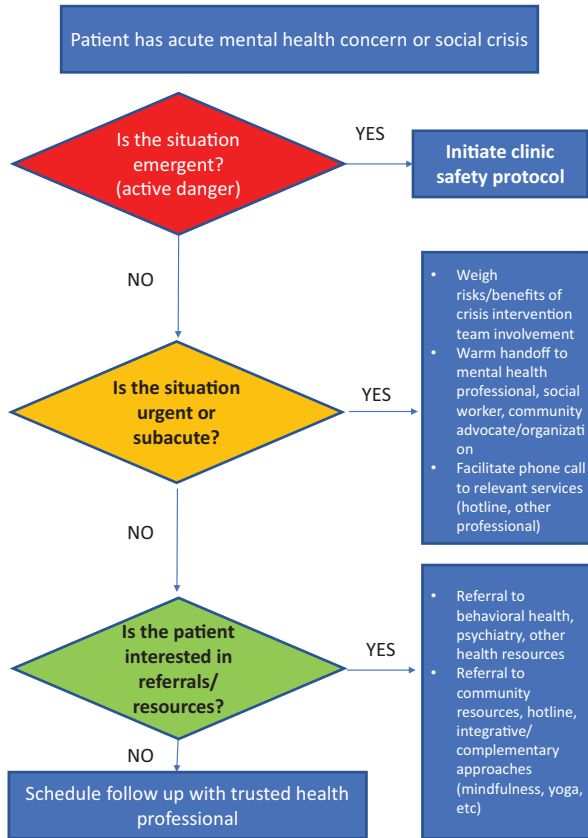 Patient has acute mental health concern or social crisis
Is the situation
emergent?
(active danger)
YES
Initiate clinic
safety protocol
NO
Is the situation
urgent or
subacute?
YES
• Weigh
risks/benefits of
crisis intervention
team involvement
• Warm handoff to
mental health
professional, social
worker, community
advocate/organizati
on
• Facilitate phone call
to relevant services
(hotline, other
professional)
NO
Is the patient
interested in
referrals/
resources?
YES
• Referral to
behavioral health,
psychiatry, other
health resources
• Referral to
community
resources, hotline,
integrative/
complementary
approaches
(mindfulness, yoga,
etc)
NO
Schedule follow up with trusted health
professional